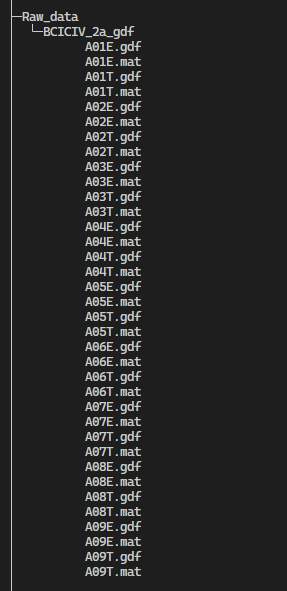 Raw_data
BCICIV_2a_gdf
A01E.gdf
A01E.mat
A01T.gdf
A01T.mat
A02E.gdf
A02E.mat
A02T.gdf
A02T.mat
A03E.gdf
A03E.mat
A03T.gdf
A03T.mat
A04E.gdf
A04E.mat
A04T.gdf
A04T.mat
A05E.gdf
A05E.mat
A05T.gdf
A05T.mat
A06E.gdf
A06E.mat
A06T.gdf
A06T.mat
A07E.gdf
A07E.mat
A07T.gdf
A07T.mat
A08E.gdf
A08E.mat
A08T.gdf
A08T.mat
A09E.gdf
A09E.mat
A09T.gdf
A09T.mat